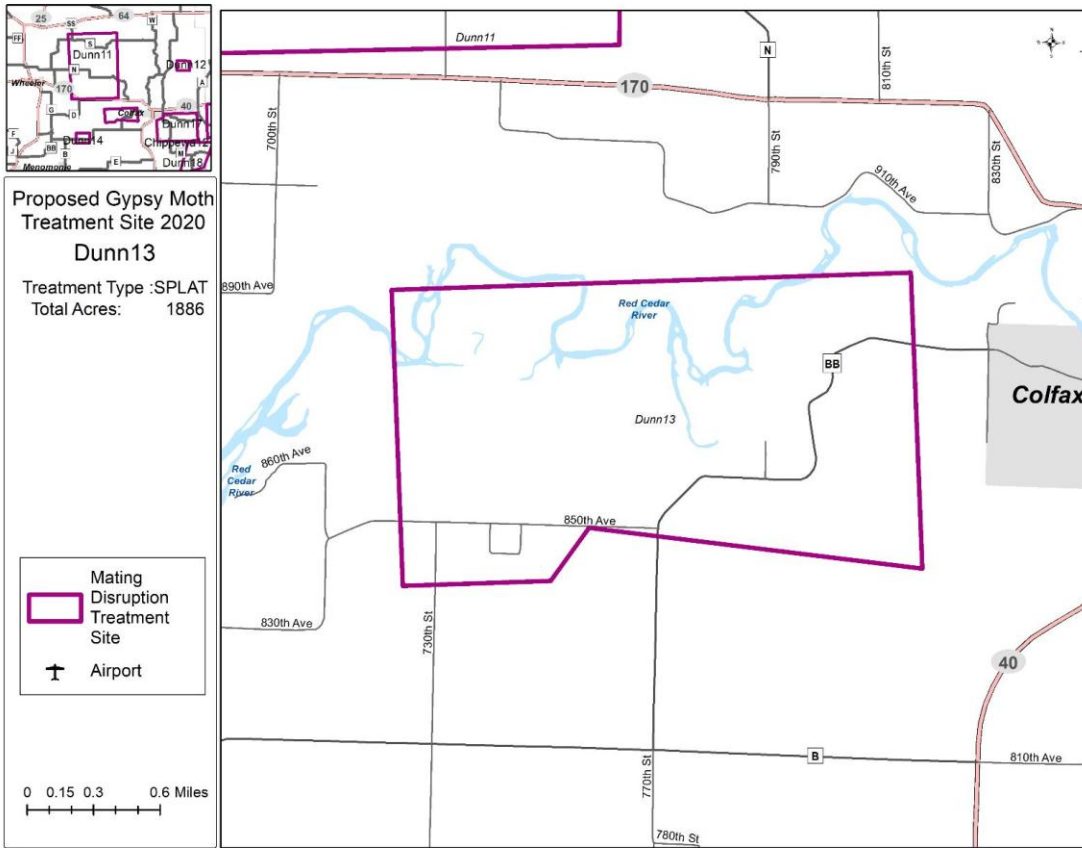 25
64
SS
W
FF
S
Dunn11
N
Dunn12
Wheeler
170
A
40
G
D
Colfax
Dunn17
F
Dunn14
Chippewa12
J
BB
B
M
E
Dunn18
Menomonie
Proposed Gypsy Moth
Treatment Site 2020
Dunn13
Treatment Type :SPLAT
Total Acres: 1886
Mating
Disruption
Treatment
Site
Airport
0 0.15 0.3 0.6 Miles
Dunn11
N
810th St
170
700th St
790th St
830th St
910th Ave
890th Ave
Red Cedar
River
BB
Colfax
Dunn13
860th Ave
Red
Cedar
River
850th Ave
830th Ave
730th St
40
770th St
B
810th Ave
780th St